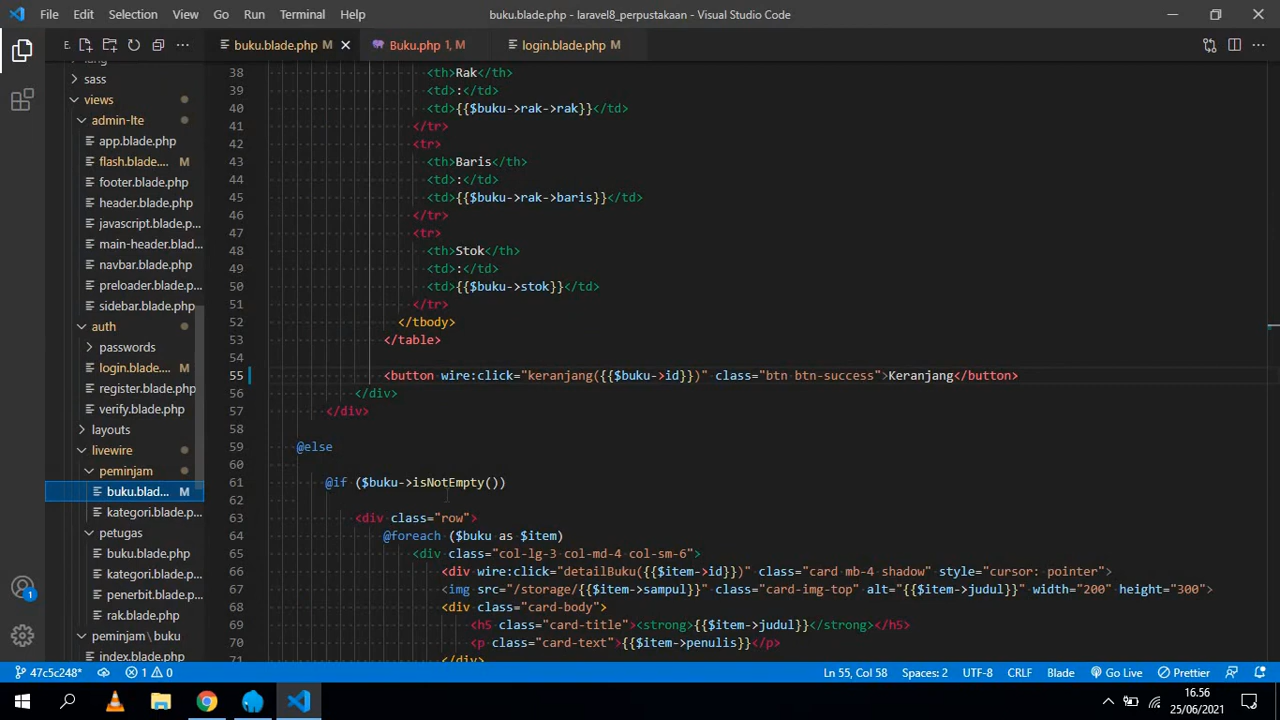 File Edit Selection View Go Run Terminal Help buku.blade.php - laravel8_perpustakaan - Visual Studio Code
E.
buku.blade.php M
Buku.php 1, M
login.blade.php M
lang
sass
views
admin-lte
app.blade.php
flash.blade.... M
footer.blade.php
header.blade.php
javascript.blade.p...
main-header.blad...
navbar.blade.php
preloader.blade.p...
sidebar.blade.php
auth
passwords
login.blade.... M
register.blade.php
verify.blade.php
layouts
livewire
peminjam
buku.blad... M
kategori.blade.p...
petugas
buku.blade.php
kategori.blade.p...
penerbit.blade.p...
rak.blade.php
peminjam\buku
index.blade.php
38 <th>Rak</th>
39 <td>:</td>
40 <td>{{$buku->rak->rak}}</td>
41 </tr>
42 <tr>
43 <th>Baris</th>
44 <td>:</td>
45 <td>{{$buku->rak->baris}}</td>
46 </tr>
47 <tr>
48 <th>Stok</th>
49 <td>:</td>
50 <td>{{$buku->stok}}</td>
51 </tr>
52 </tbody>
53 </table>
54
55 <button wire:click="keranjang({{$buku->id}})" class="btn btn-success">Keranjang</button>
56 </div>
57 </div>
58
59 @else
60
61 @if ($buku->isNotEmpty())
62
63 <div class="row">
64 @foreach ($buku as $item)
65 <div class="col-lg-3 col-md-4 col-sm-6">
66 <div wire:click="detailBuku({{$item->id}})" class="card mb-4 shadow" style="cursor: pointer">
67 <img src="/storage/{{$item->sampul}}" class="card-img-top" alt="{{$item->judul}}" width="200" height="300">
68 <div class="card-body">
69 <h5 class="card-title"><strong>{{$item->judul}}</strong></h5>
70 <p class="card-text">{{$item->penulis}}</p>
71 </div>
1
47c5c248* 1 0 Ln 55, Col 58 Spaces: 2 UTF-8 CRLF Blade Go Live Prettier
16.56
25/06/2021